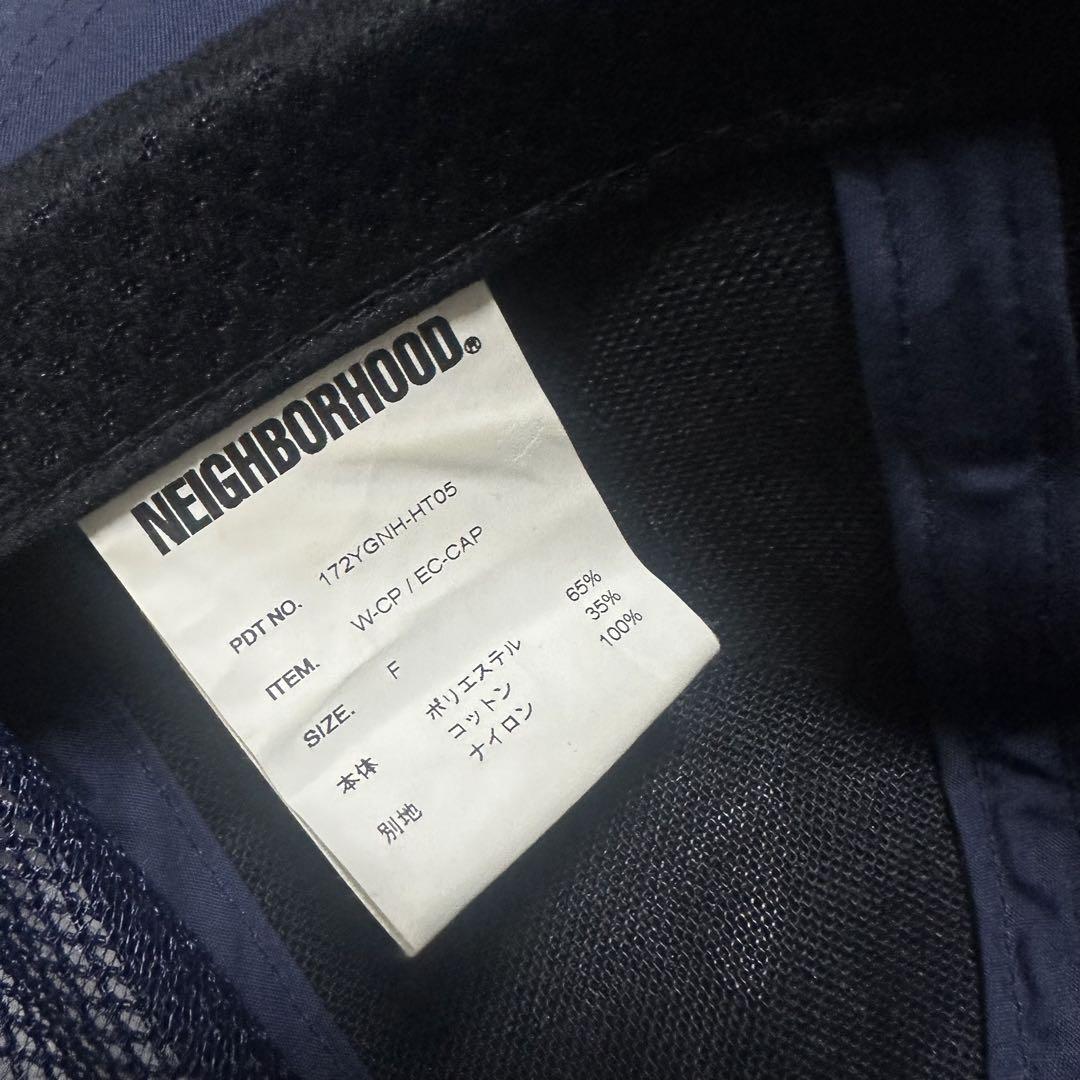 NEIGHBORHOOD®
PDT NO. 172YGNH-HT05
ITEM. W-CP / EC-CAP
SIZE. F
本体 ポリエステル 65%
コットン 35%
別地 ナイロン 100%